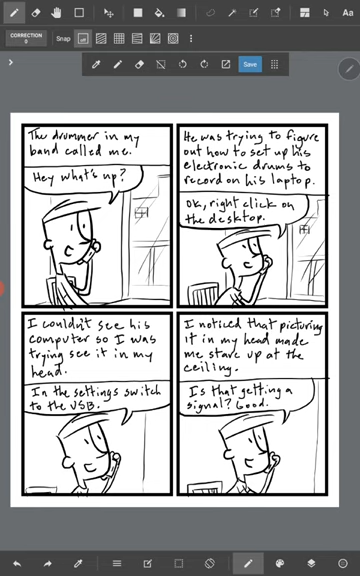 CORRECTION
0
Snap
off
Aa
Save
The drummer in my
band called me.
Hey what's up?
He was trying to figure
out how to set up his
electronic drums to
record on his laptop.
OK, right click on
the desktop.
I couldn't see his
computer so I was
trying see it in my
head.
In the settings switch
to the USB.
I noticed that picturing
it in my head made
me stare up at the
ceiling.
Is that getting a
signal? Good.